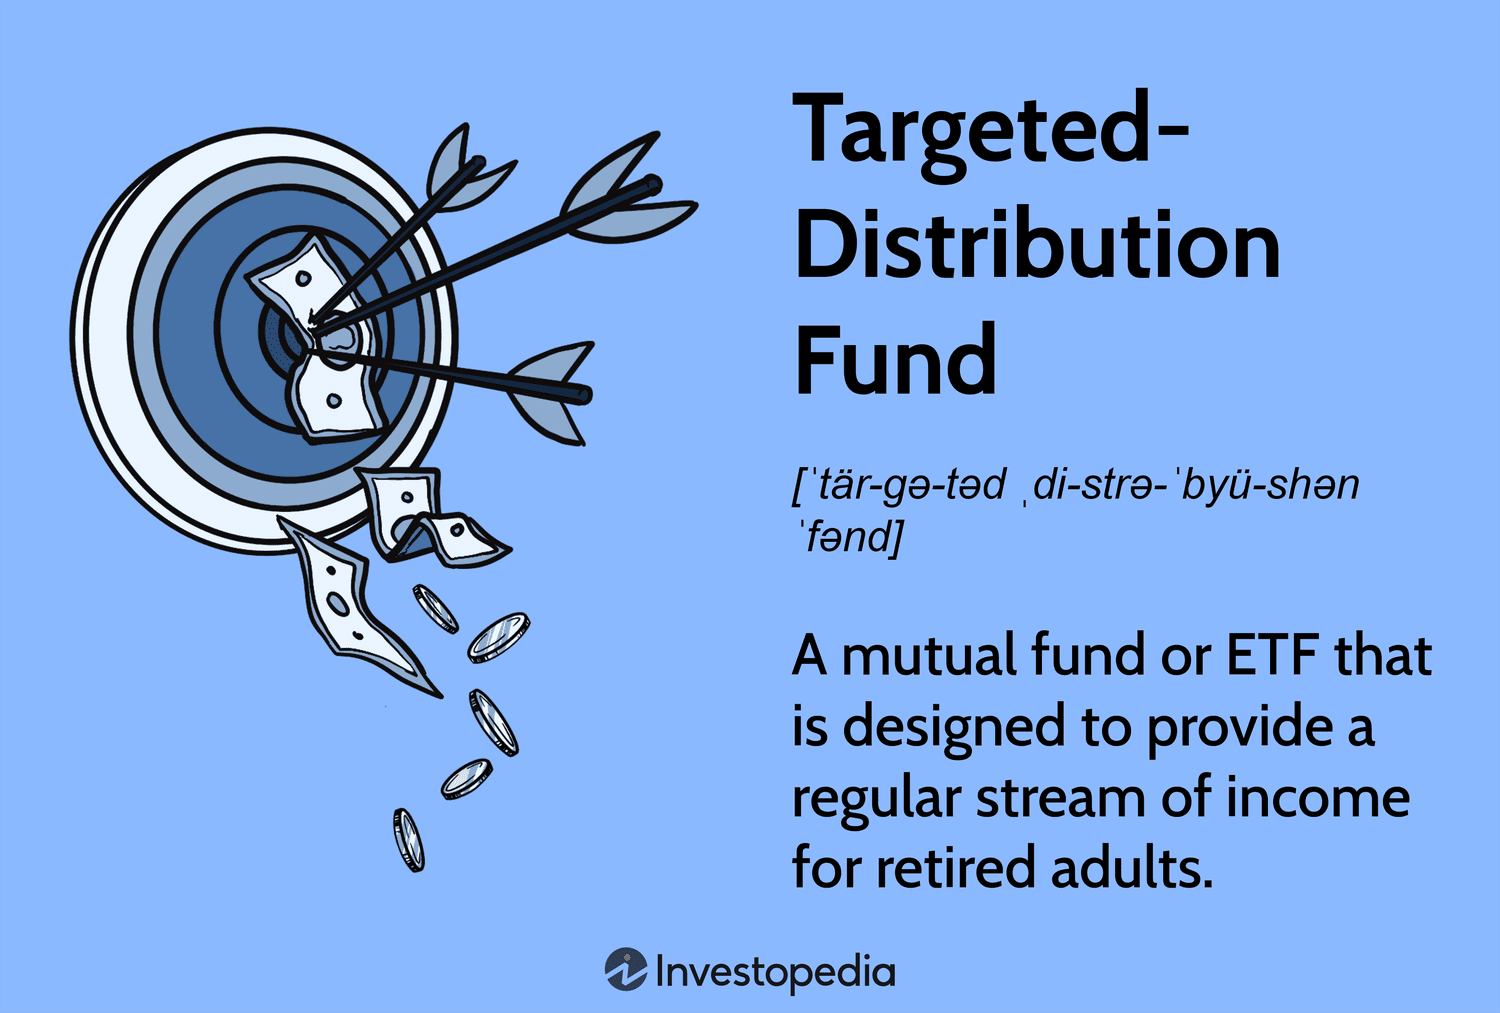 Targeted-
Distribution
Fund
[ˈtär-gə-təd ˌdi-strə-ˈbyü-shən
ˈfənd]
A mutual fund or ETF that
is designed to provide a
regular stream of income
for retired adults.
Investopedia